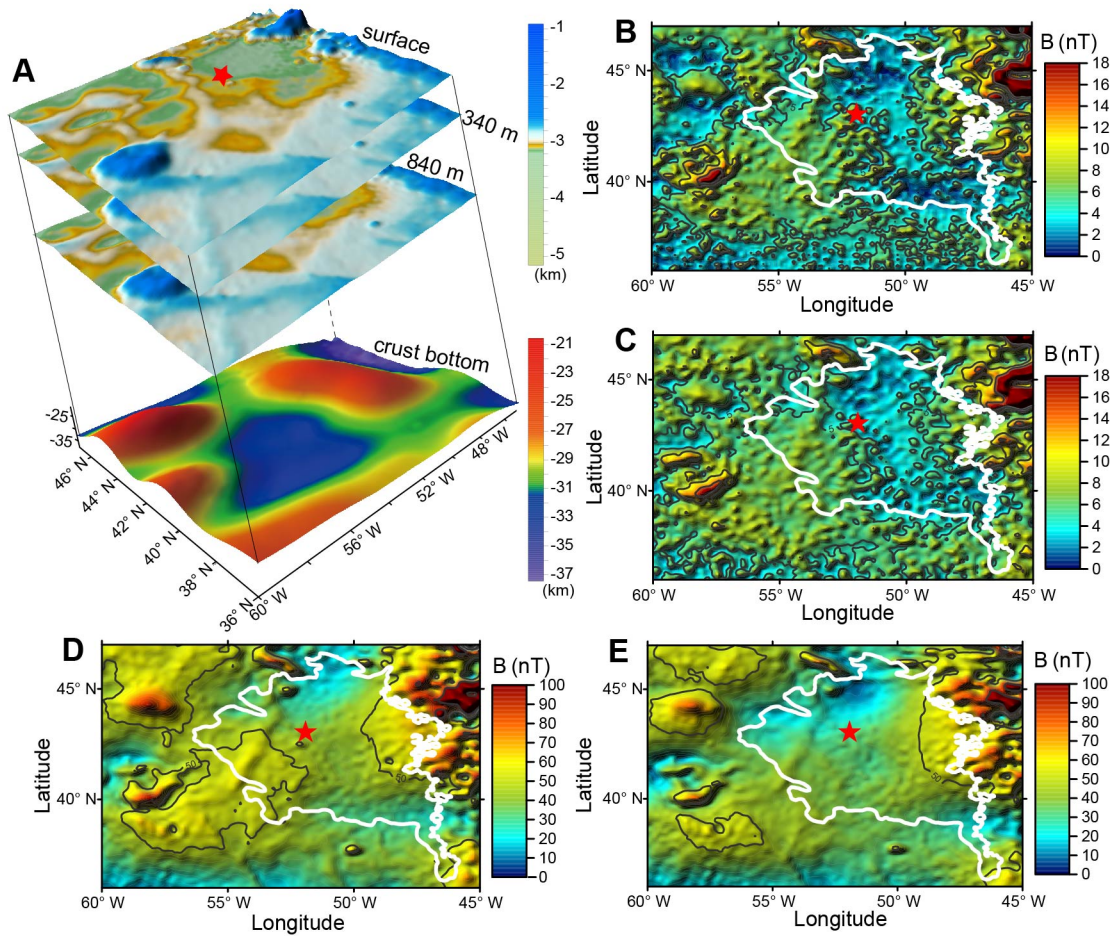 A
surface
340 m
840 m
crust bottom
-1
-2
-3
-4
-5
(km)
-21
-23
-25
-27
-29
-31
-33
-35
-37
(km)
-25
-35
46° N
44° N
42° N
40° N
38° N
36° N
60° W
56° W
52° W
48° W
B
B (nT)
18
16
14
12
10
8
6
4
2
0
45° N
40° N
Latitude
5
60° W
55° W
50° W
45° W
Longitude
C
B (nT)
18
16
14
12
10
8
6
4
2
0
45° N
40° N
Latitude
5
60° W
55° W
50° W
45° W
Longitude
D
B (nT)
100
90
80
70
60
50
40
30
20
10
0
45° N
40° N
Latitude
50
60° W
55° W
50° W
45° W
Longitude
E
B (nT)
100
90
80
70
60
50
40
30
20
10
0
45° N
40° N
Latitude
50
60° W
55° W
50° W
45° W
Longitude